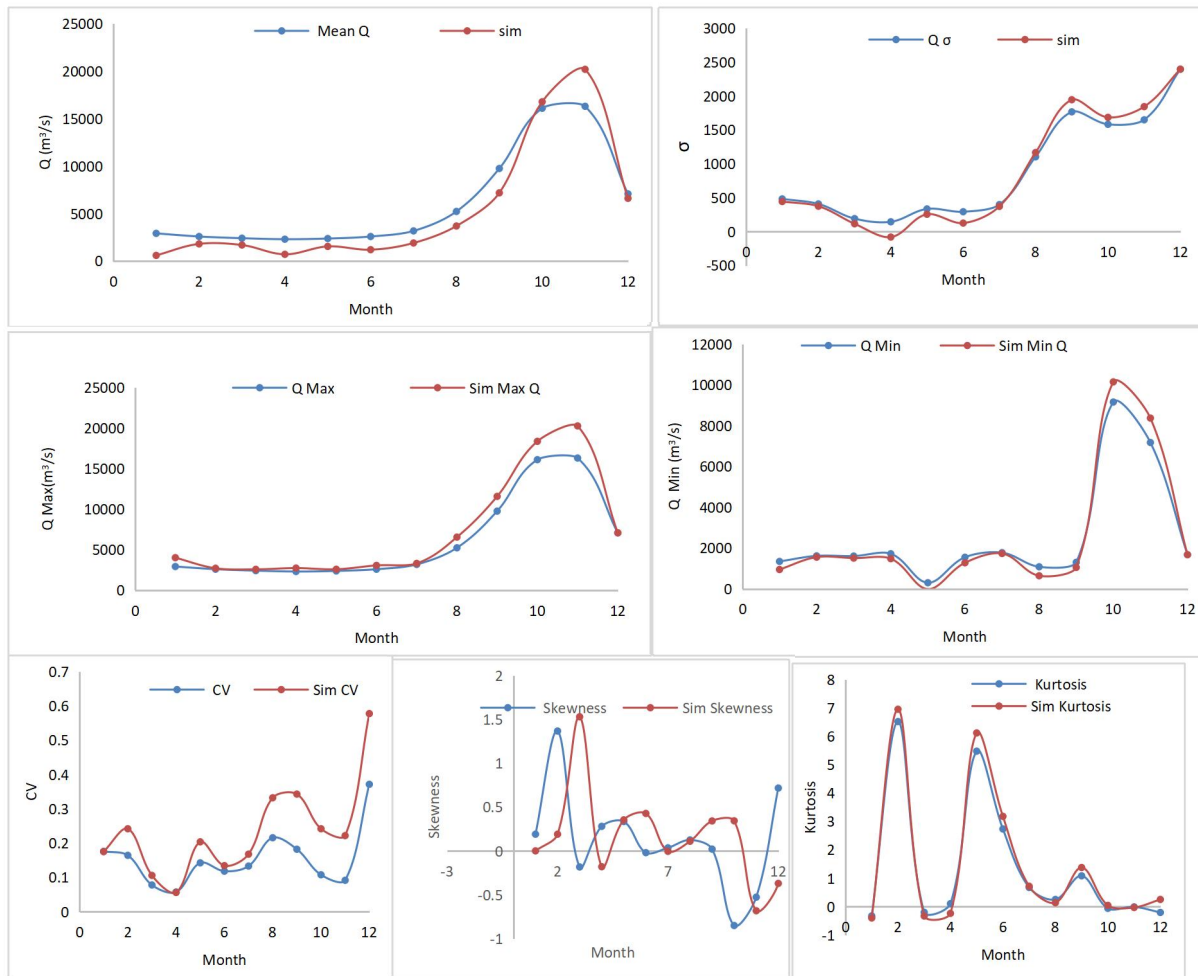 Mean Q sim
25000
20000
15000
10000
5000
0
Q (m³/s)
0 2 4 6 8 10 12
Month
Q σ sim
3000
2500
2000
1500
1000
500
0
-500
σ
0 2 4 6 8 10 12
Month
Q Max Sim Max Q
25000
20000
15000
10000
5000
0
Q Max(m³/s)
0 2 4 6 8 10 12
Month
Q Min Sim Min Q
12000
10000
8000
6000
4000
2000
0
Q Min (m³/s)
0 2 4 6 8 10 12
Month
CV Sim CV
0.7
0.6
0.5
0.4
0.3
0.2
0.1
0
CV
0 2 4 6 8 10 12
Month
Skewness Sim Skewness
2
1.5
1
0.5
0
-0.5
-1
Skewness
-3 2 7 12
Month
Kurtosis
Sim Kurtosis
8
7
6
5
4
3
2
1
0
-1
Kurtosis
0 2 4 6 8 10 12
Month